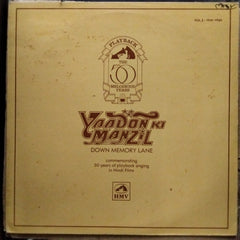 PLAYBACK
THE
50
MELODIOUS
YEARS
YAADON KI
MANZIL
DOWN MEMORY LANE
commemorating
50 years of playback singing
in Hindi Films
HMV